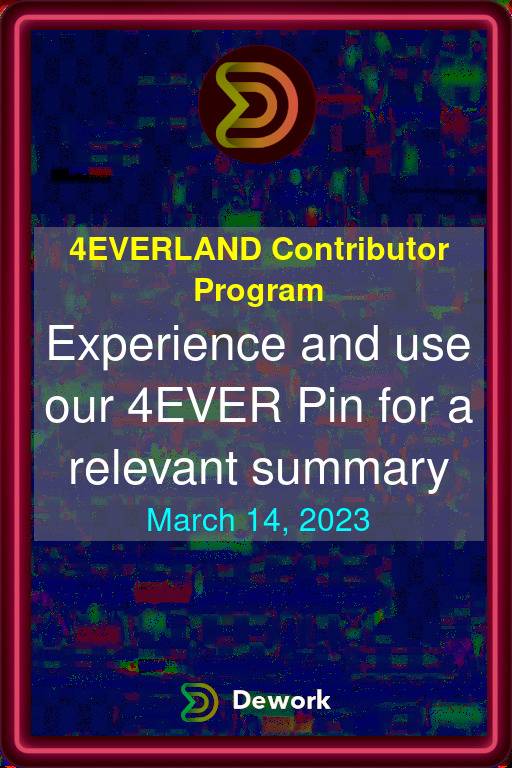 4EVERLAND Contributor
Program
Experience and use
our 4EVER Pin for a
relevant summary
March 14, 2023
Dework